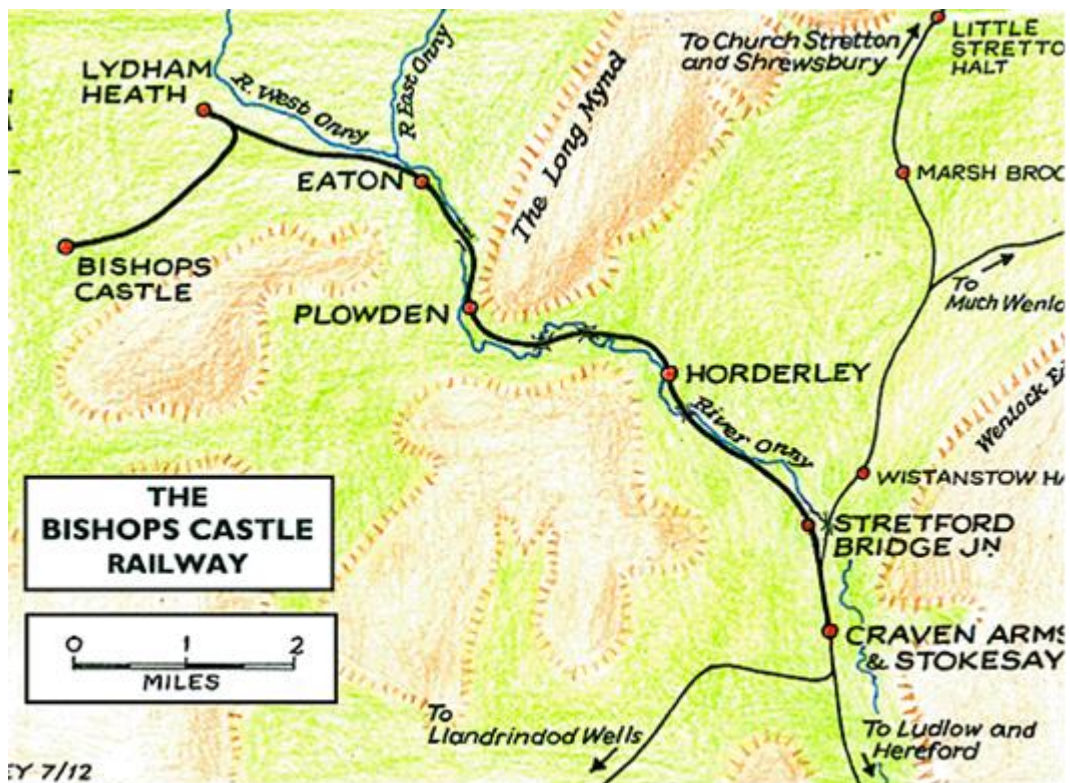 To Church Stretton
and Shrewsbury
LITTLE
STRETTO
HALT
LYDHAM
HEATH
R. West Onny
R East Onny
The Long Mynd
MARSH BROO
EATON
BISHOPS
CASTLE
To
Much Wenlo
PLOWDEN
HORDERLEY
River Onny
Wenlock E
WISTANSTOW HA
STRETFORD
BRIDGE JN
THE
BISHOPS CASTLE
RAILWAY
0 1 2
MILES
CRAVEN ARMS
& STOKESAY
To
Llandrindod Wells
To Ludlow and
Hereford
EY 7/12